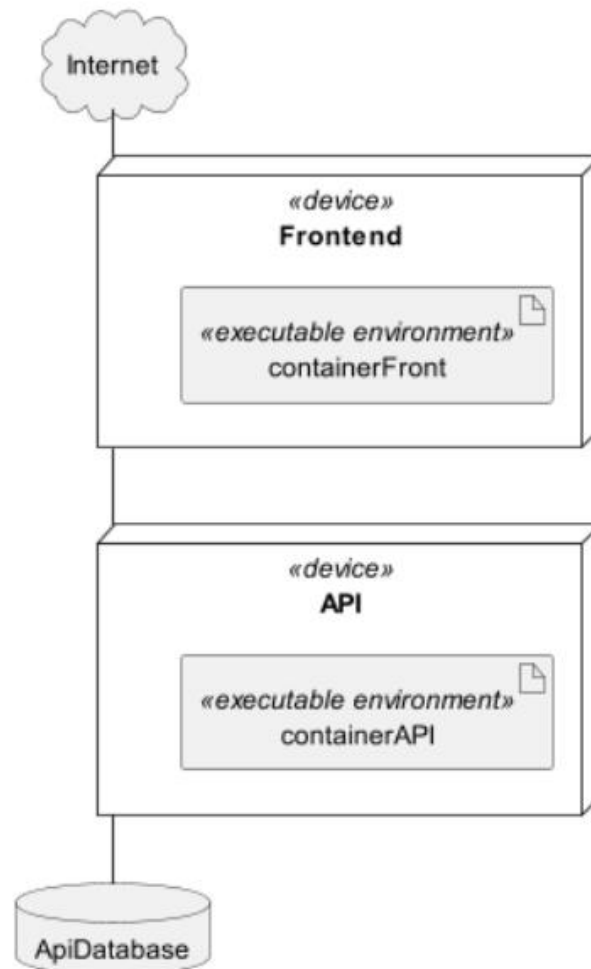 Internet
«device»
Frontend
«executable environment»
containerFront
«device»
API
«executable environment»
containerAPI
ApiDatabase